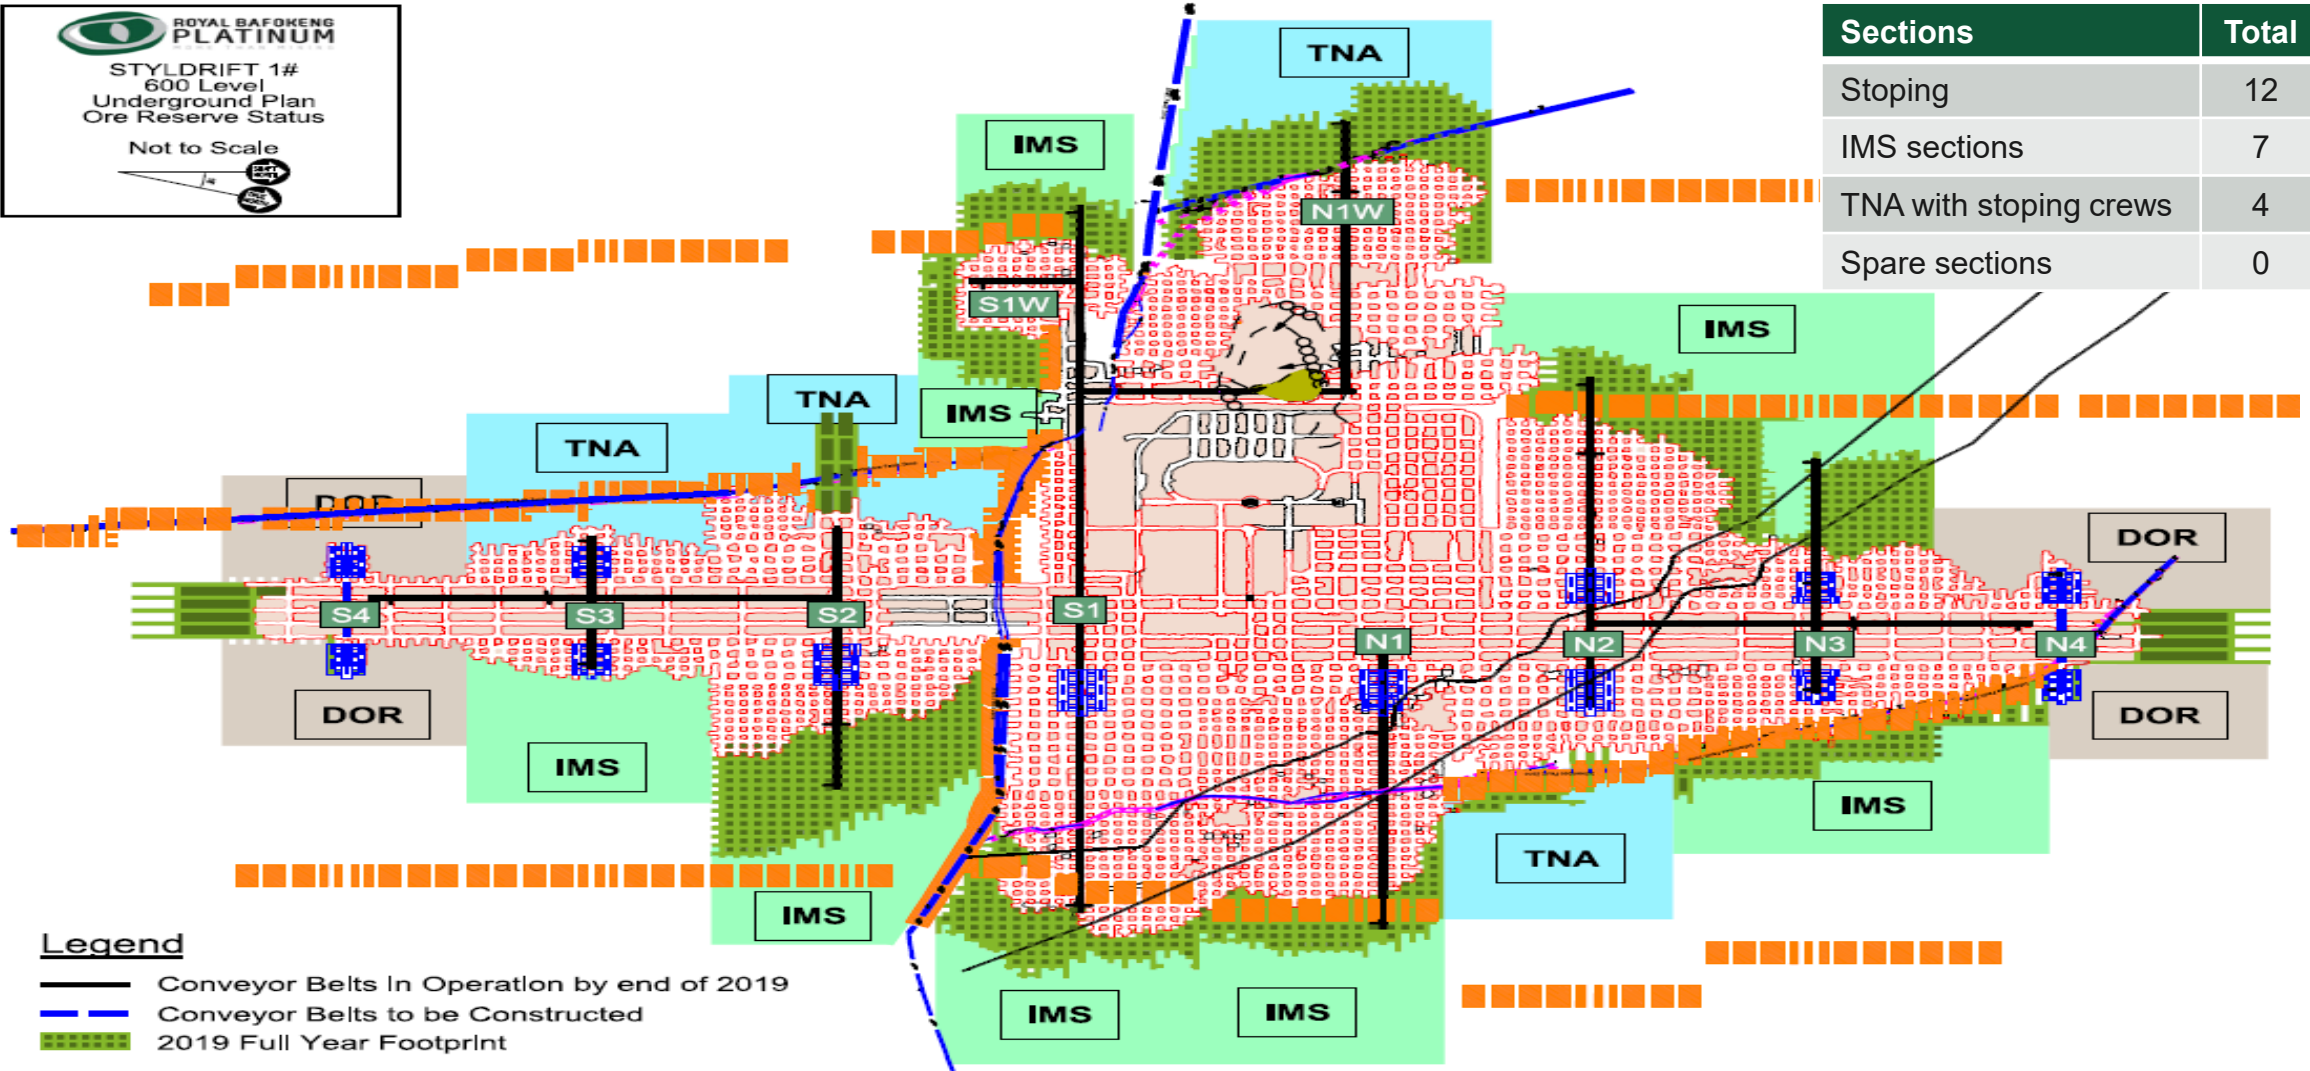 ROYAL BAFOKENG
PLATINUM
MORE THAN MINING
STYLDRIFT 1#
600 Level
Underground Plan
Ore Reserve Status
Not to Scale
Sections Total
Stoping 12
IMS sections 7
TNA with stoping crews 4
Spare sections 0
TNA
IMS
N1W
S1W
IMS
TNA
IMS
TNA
DOR
DOR
S4
S3
S2
S1
N1
N2
N3
N4
DOR
DOR
IMS
IMS
TNA
IMS
IMS
IMS
Legend
Conveyor Belts In Operation by end of 2019
Conveyor Belts to be Constructed
2019 Full Year Footprint